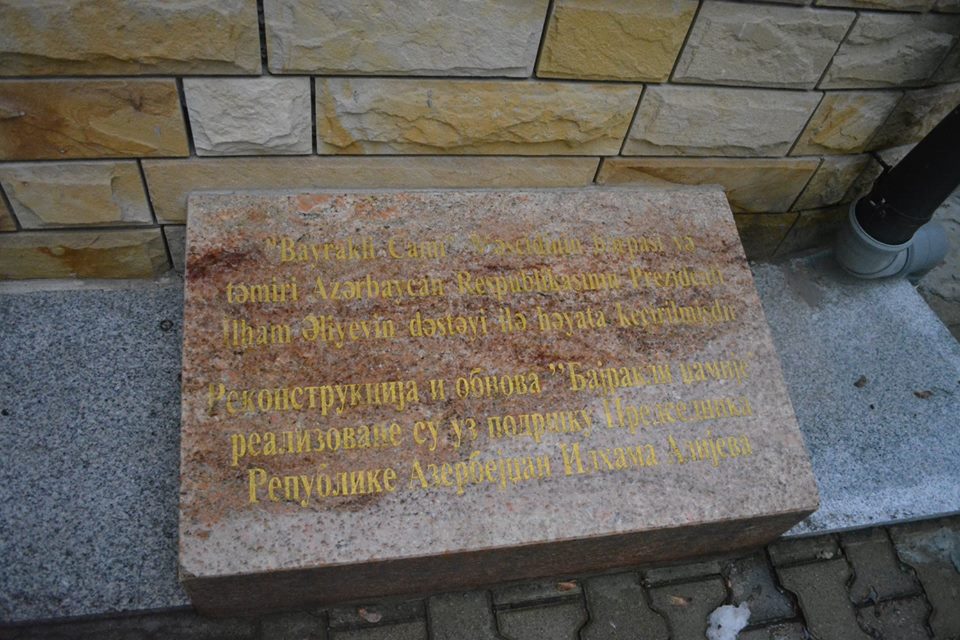 "Bayraklı Cami" Məscidinin bərpası və
təmiri Azərbaycan Respublikasının Prezidenti
İlham Əliyevin dəstəyi ilə həyata keçirilmişdir
Реконструкција и обнова "Бајракли џамије"
реализоване су уз подршку Председника
Републике Азербејџан Илхама Алијева